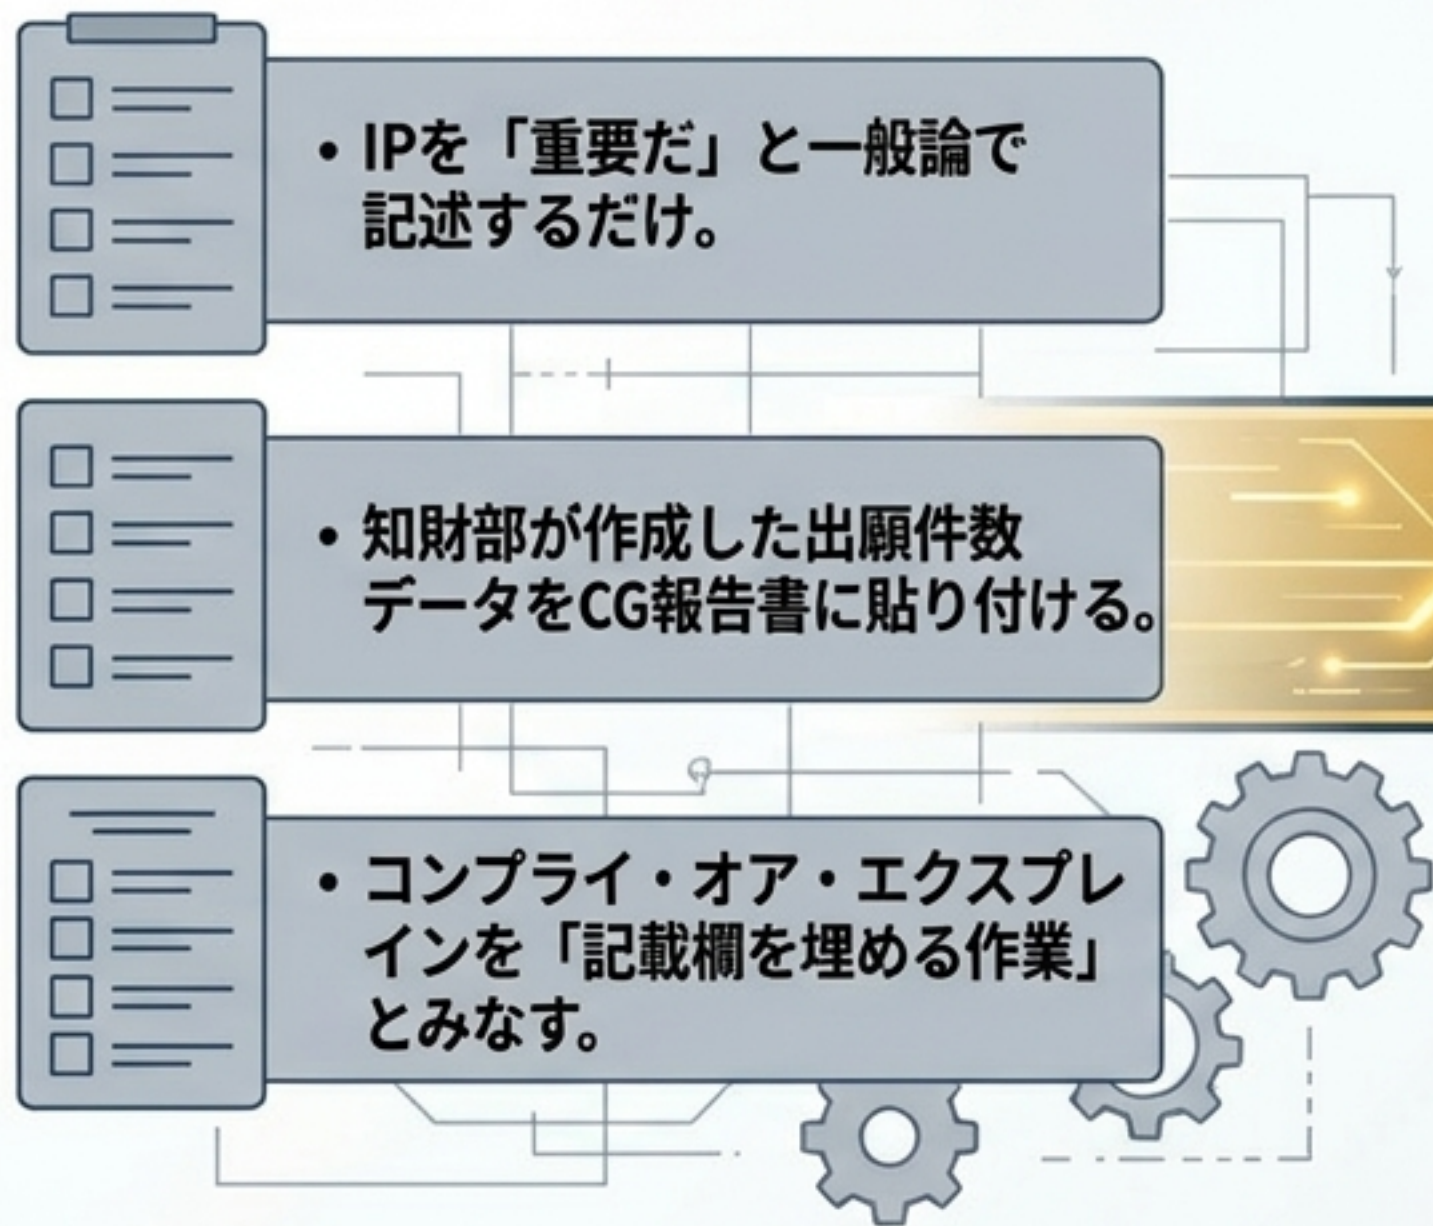 • IPを「重要だ」と一般論で
記述するだけ。
• 知財部が作成した出願件数
データをCG報告書に貼り付ける。
• コンプライ・オア・エクスプレ
インを「記載欄を埋める作業」
とみなす。